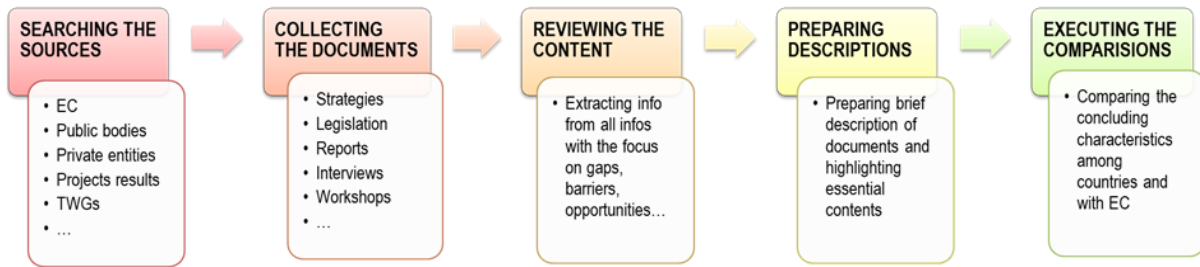 SEARCHING THE
SOURCES
• EC
• Public bodies
• Private entities
• Projects results
• TWGs
• …
COLLECTING
THE DOCUMENTS
• Strategies
• Legislation
• Reports
• Interviews
• Workshops
• …
REVIEWING THE
CONTENT
• Extracting info
from all infos
with the focus
on gaps,
barriers,
opportunities…
PREPARING
DESCRIPTIONS
• Preparing brief
description of
documents and
highlighting
essential
contents
EXECUTING THE
COMPARISIONS
• Comparing the
concluding
characteristics
among
countries and
with EC